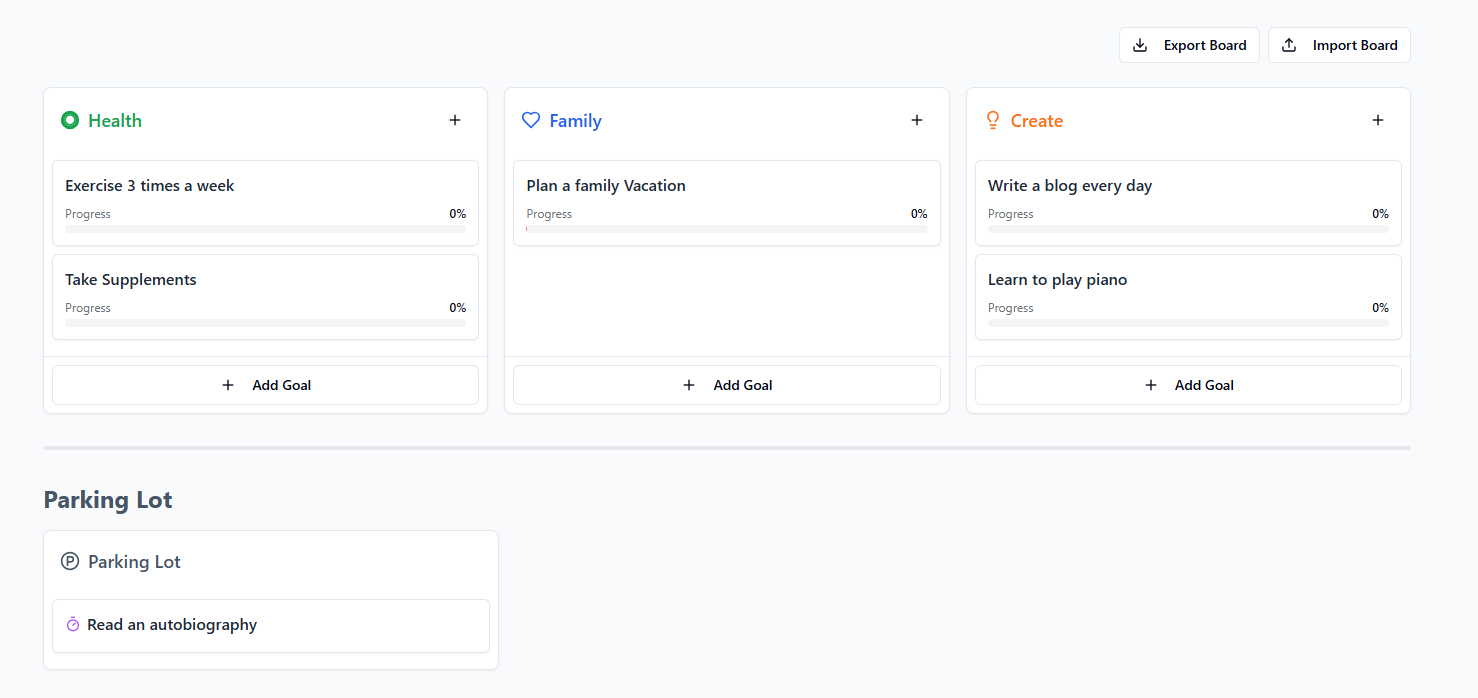 Export Board
Import Board
Health
Family
Create
Exercise 3 times a week
Progress 0%
Take Supplements
Progress 0%
Plan a family Vacation
Progress 0%
Write a blog every day
Progress 0%
Learn to play piano
Progress 0%
Add Goal
Add Goal
Add Goal
Parking Lot
P Parking Lot
Read an autobiography